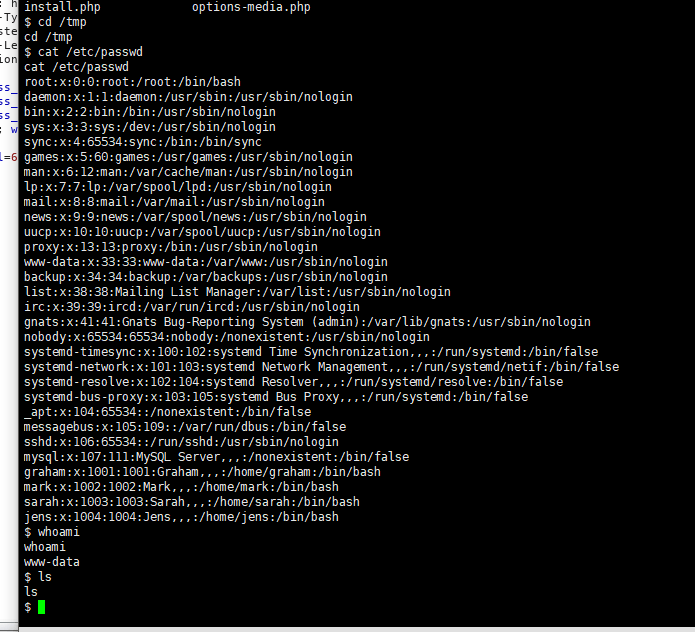 ; h
-Ty
ste
-Le
ion
ss_
ss_
ss_
; w
l=6
install.php options-media.php
$ cd /tmp
cd /tmp
$ cat /etc/passwd
cat /etc/passwd
root:x:0:0:root:/root:/bin/bash
daemon:x:1:1:daemon:/usr/sbin:/usr/sbin/nologin
bin:x:2:2:bin:/bin:/usr/sbin/nologin
sys:x:3:3:sys:/dev:/usr/sbin/nologin
sync:x:4:65534:sync:/bin:/bin/sync
games:x:5:60:games:/usr/games:/usr/sbin/nologin
man:x:6:12:man:/var/cache/man:/usr/sbin/nologin
lp:x:7:7:lp:/var/spool/lpd:/usr/sbin/nologin
mail:x:8:8:mail:/var/mail:/usr/sbin/nologin
news:x:9:9:news:/var/spool/news:/usr/sbin/nologin
uucp:x:10:10:uucp:/var/spool/uucp:/usr/sbin/nologin
proxy:x:13:13:proxy:/bin:/usr/sbin/nologin
www-data:x:33:33:www-data:/var/www:/usr/sbin/nologin
backup:x:34:34:backup:/var/backups:/usr/sbin/nologin
list:x:38:38:Mailing List Manager:/var/list:/usr/sbin/nologin
irc:x:39:39:ircd:/var/run/ircd:/usr/sbin/nologin
gnats:x:41:41:Gnats Bug-Reporting System (admin):/var/lib/gnats:/usr/sbin/nologin
nobody:x:65534:65534:nobody:/nonexistent:/usr/sbin/nologin
systemd-timesync:x:100:102:systemd Time Synchronization,,,:/run/systemd:/bin/false
systemd-network:x:101:103:systemd Network Management,,,:/run/systemd/netif:/bin/false
systemd-resolve:x:102:104:systemd Resolver,,,:/run/systemd/resolve:/bin/false
systemd-bus-proxy:x:103:105:systemd Bus Proxy,,,:/run/systemd:/bin/false
_apt:x:104:65534::/nonexistent:/bin/false
messagebus:x:105:109::/var/run/dbus:/bin/false
sshd:x:106:65534::/run/sshd:/usr/sbin/nologin
mysql:x:107:111:MySQL Server,,,:/nonexistent:/bin/false
graham:x:1001:1001:Graham,,,:/home/graham:/bin/bash
mark:x:1002:1002:Mark,,,:/home/mark:/bin/bash
sarah:x:1003:1003:Sarah,,,:/home/sarah:/bin/bash
jens:x:1004:1004:Jens,,,:/home/jens:/bin/bash
$ whoami
whoami
www-data
$ ls
ls
$